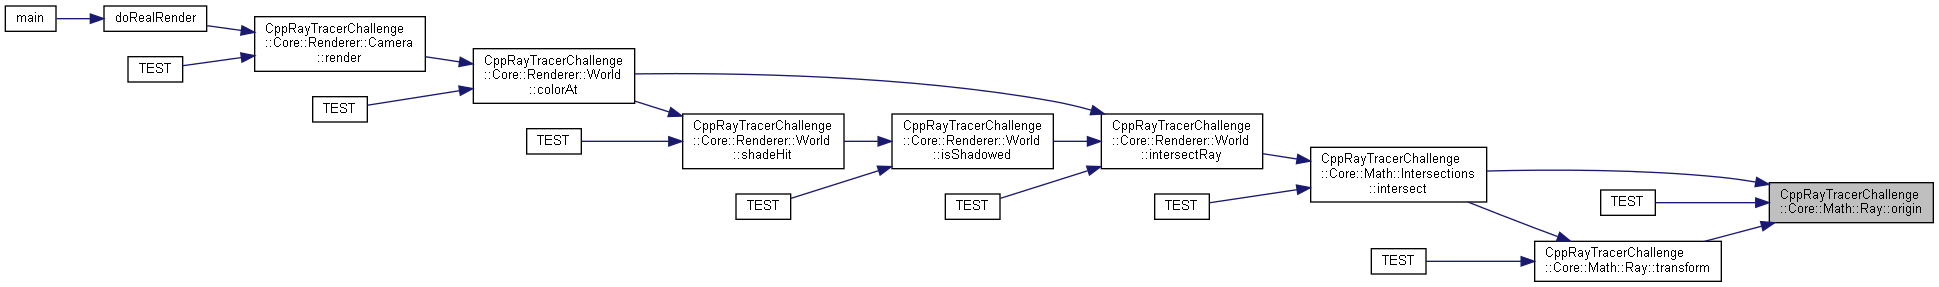 main
doRealRender
TEST
CppRayTracerChallenge
::Core::Renderer::Camera
::render
TEST
CppRayTracerChallenge
::Core::Renderer::World
::colorAt
TEST
CppRayTracerChallenge
::Core::Renderer::World
::shadeHit
TEST
CppRayTracerChallenge
::Core::Renderer::World
::isShadowed
TEST
CppRayTracerChallenge
::Core::Renderer::World
::intersectRay
TEST
CppRayTracerChallenge
::Core::Math::Intersections
::intersect
TEST
TEST
CppRayTracerChallenge
::Core::Math::Ray::transform
CppRayTracerChallenge
::Core::Math::Ray::origin